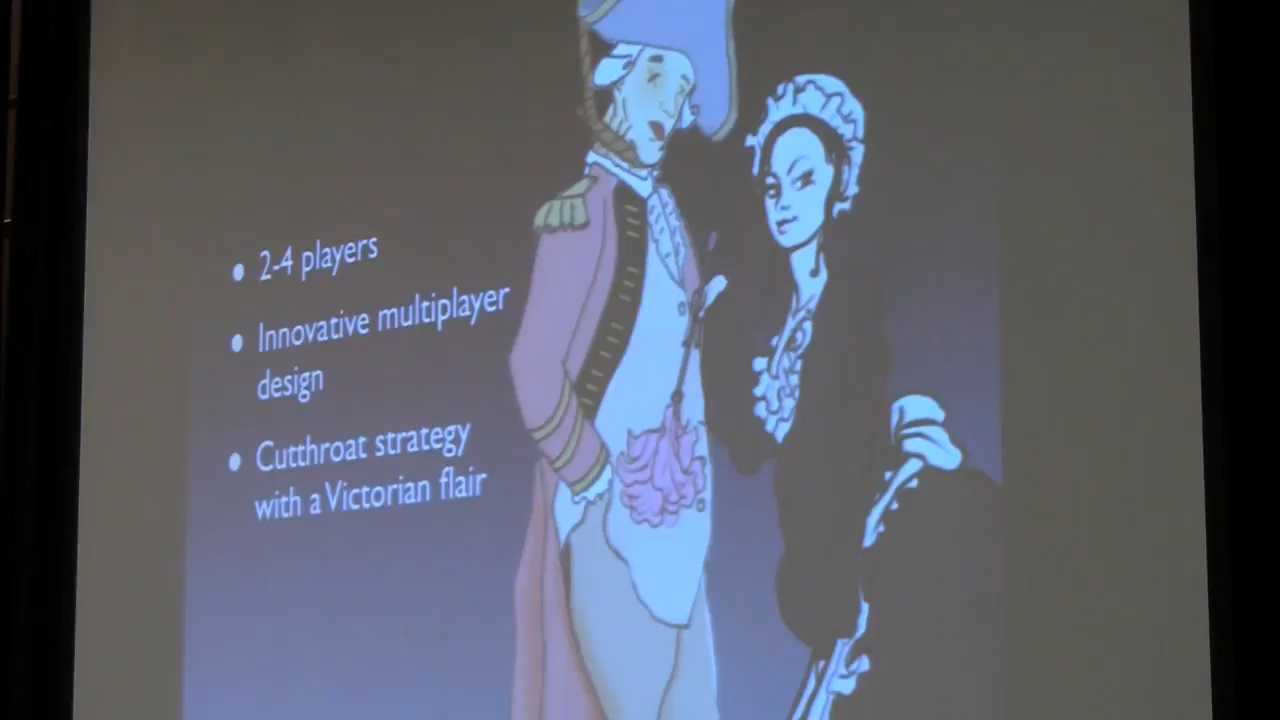 • 2-4 players
• Innovative multiplayer
design
• Cutthroat strategy
with a Victorian flair